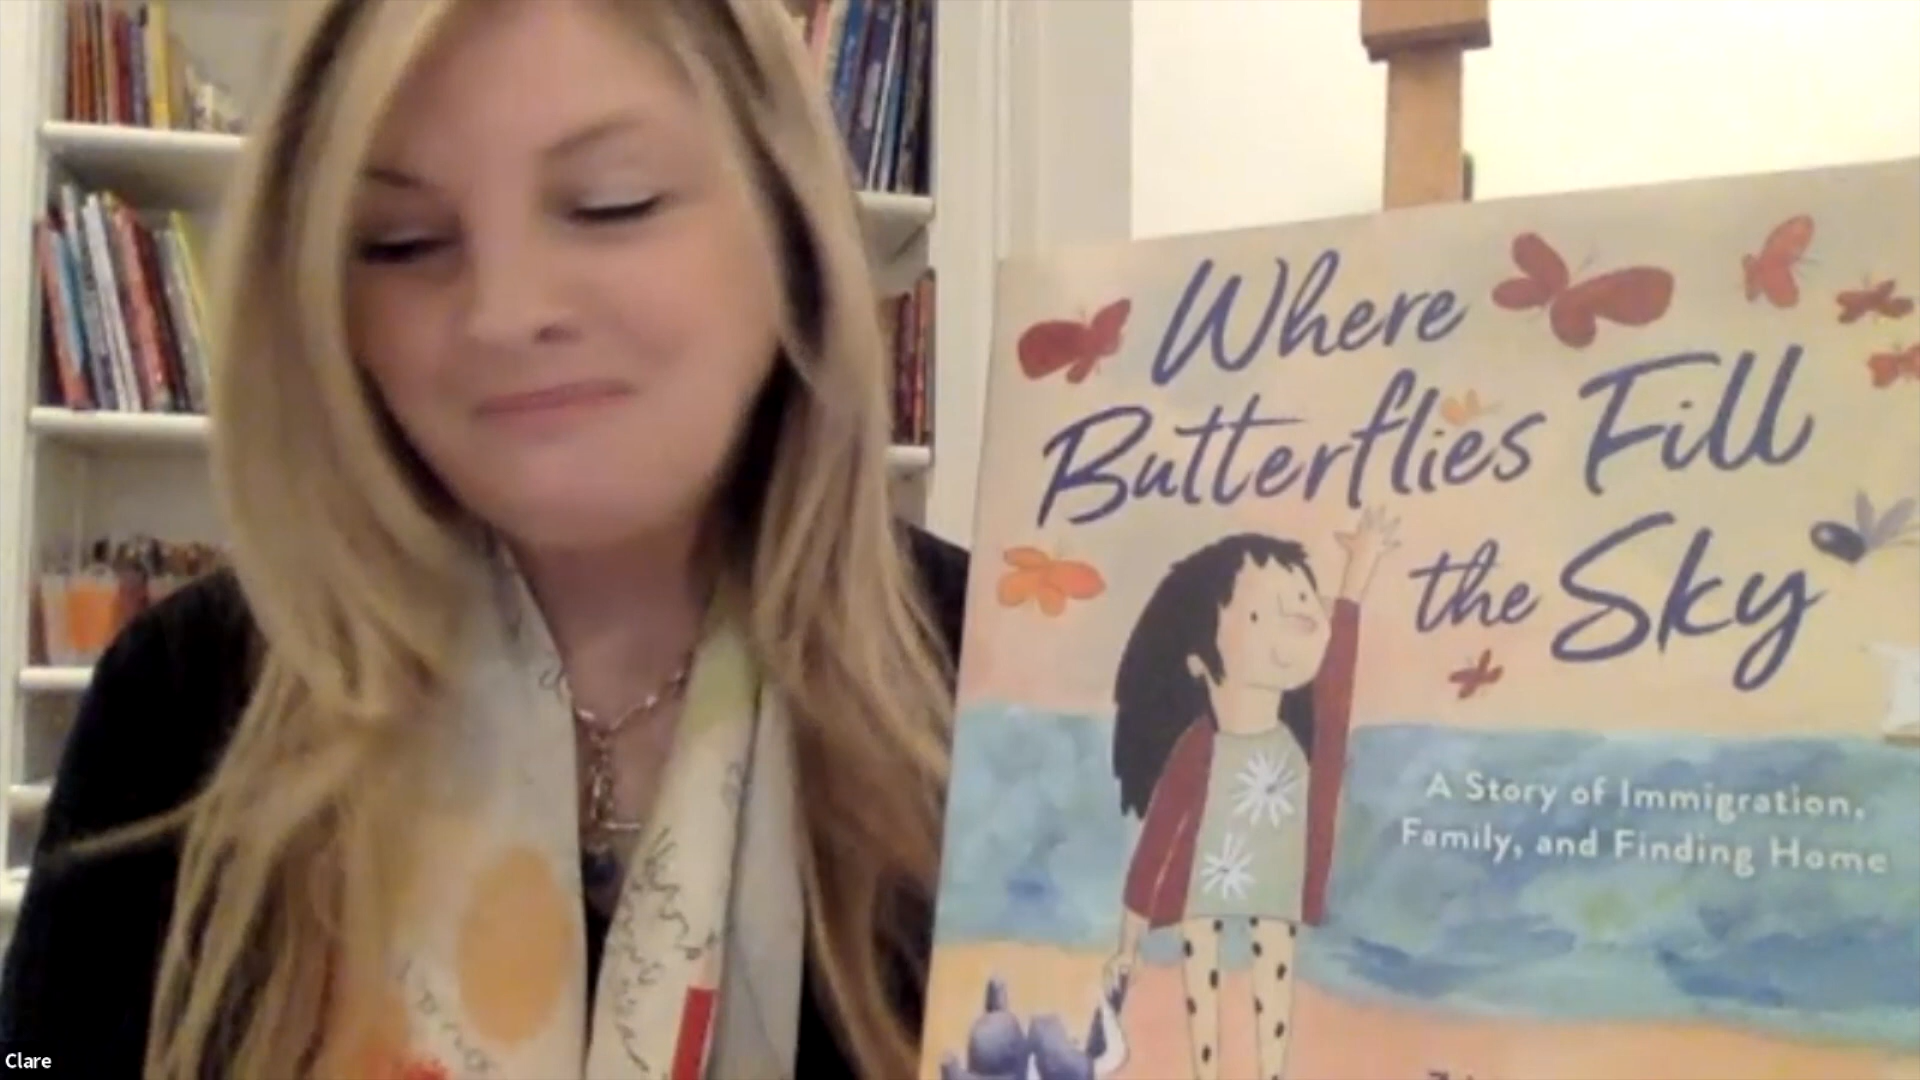 Where
Butterflies Fill
the Sky
A Story of Immigration,
Family, and Finding Home
Clare